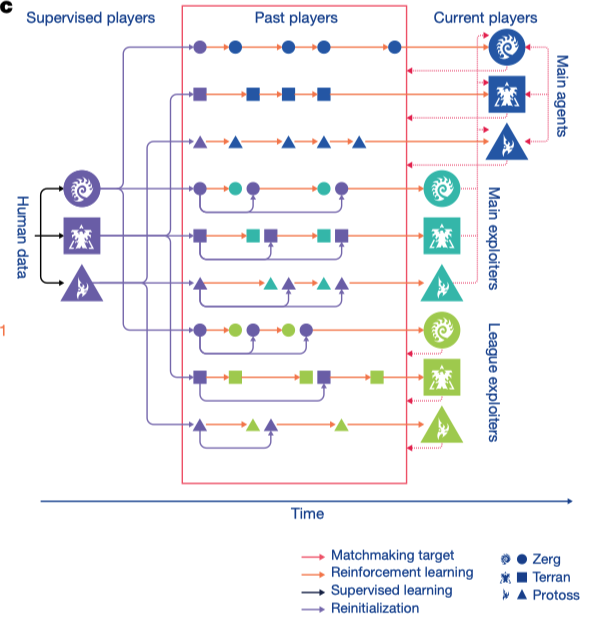 c
Supervised players
Past players
Current players
Main agents
Human data
Main exploiters
1
League exploiters
Time
Matchmaking target
Reinforcement learning
Supervised learning
Reinitialization
Zerg
Terran
Protoss